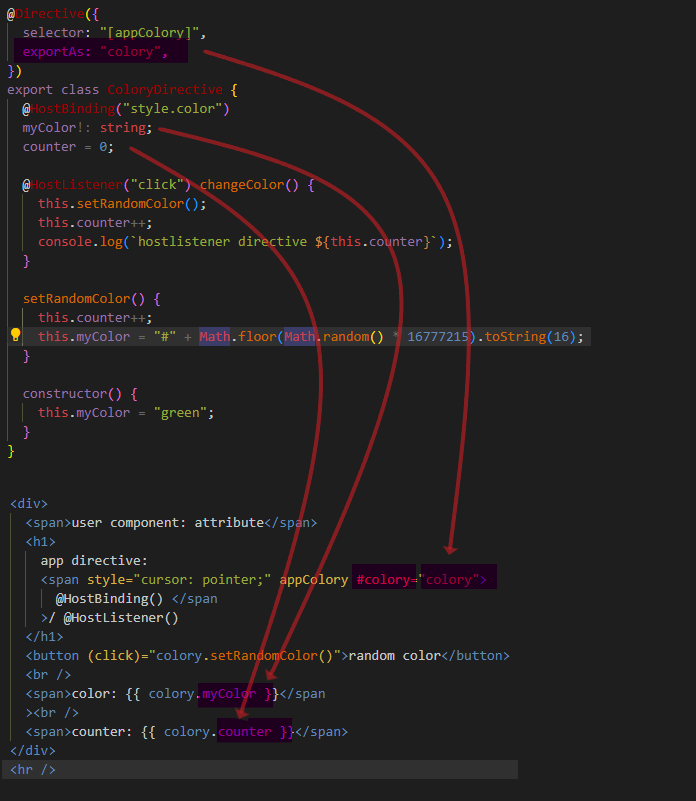 @Directive({
  selector: "[appColory]",
  exportAs: "colory",
})
export class ColoryDirective {
  @HostBinding("style.color")
  myColor!: string;
  counter = 0;

  @HostListener("click") changeColor() {
    this.setRandomColor();
    this.counter++;
    console.log(`hostlistener directive ${this.counter}`);
  }

  setRandomColor() {
    this.counter++;
    this.myColor = "#" + Math.floor(Math.random() * 16777215).toString(16);
  }

  constructor() {
    this.myColor = "green";
  }
}

<div>
  <span>user component: attribute</span>
  <h1>
    app directive:
    <span style="cursor: pointer;" appColory #colory="colory">
      @HostBinding() </span
    >/ @HostListener()
  </h1>
  <button (click)="colory.setRandomColor()">random color</button>
  <br />
  <span>color: {{ colory.myColor }}</span
  ><br />
  <span>counter: {{ colory.counter }}</span>
</div>
<hr />